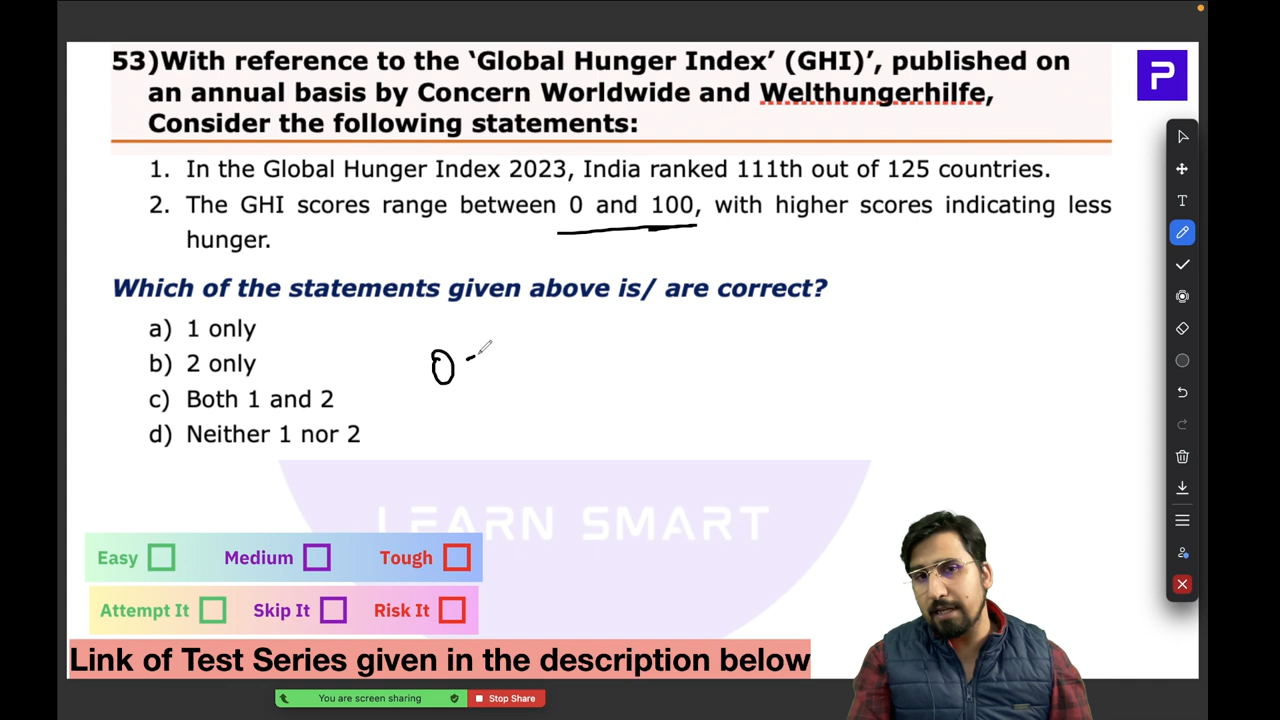 53)With reference to the ‘Global Hunger Index’ (GHI)’, published on
an annual basis by Concern Worldwide and Welthungerhilfe,
Consider the following statements:
P
1. In the Global Hunger Index 2023, India ranked 111th out of 125 countries.
2. The GHI scores range between 0 and 100, with higher scores indicating less
hunger.
Which of the statements given above is/ are correct?
a) 1 only
b) 2 only
c) Both 1 and 2
d) Neither 1 nor 2
0 -
LEARN SMART
Easy Medium Tough
Attempt It Skip It Risk It
Link of Test Series given in the description below
You are screen sharing Stop Share